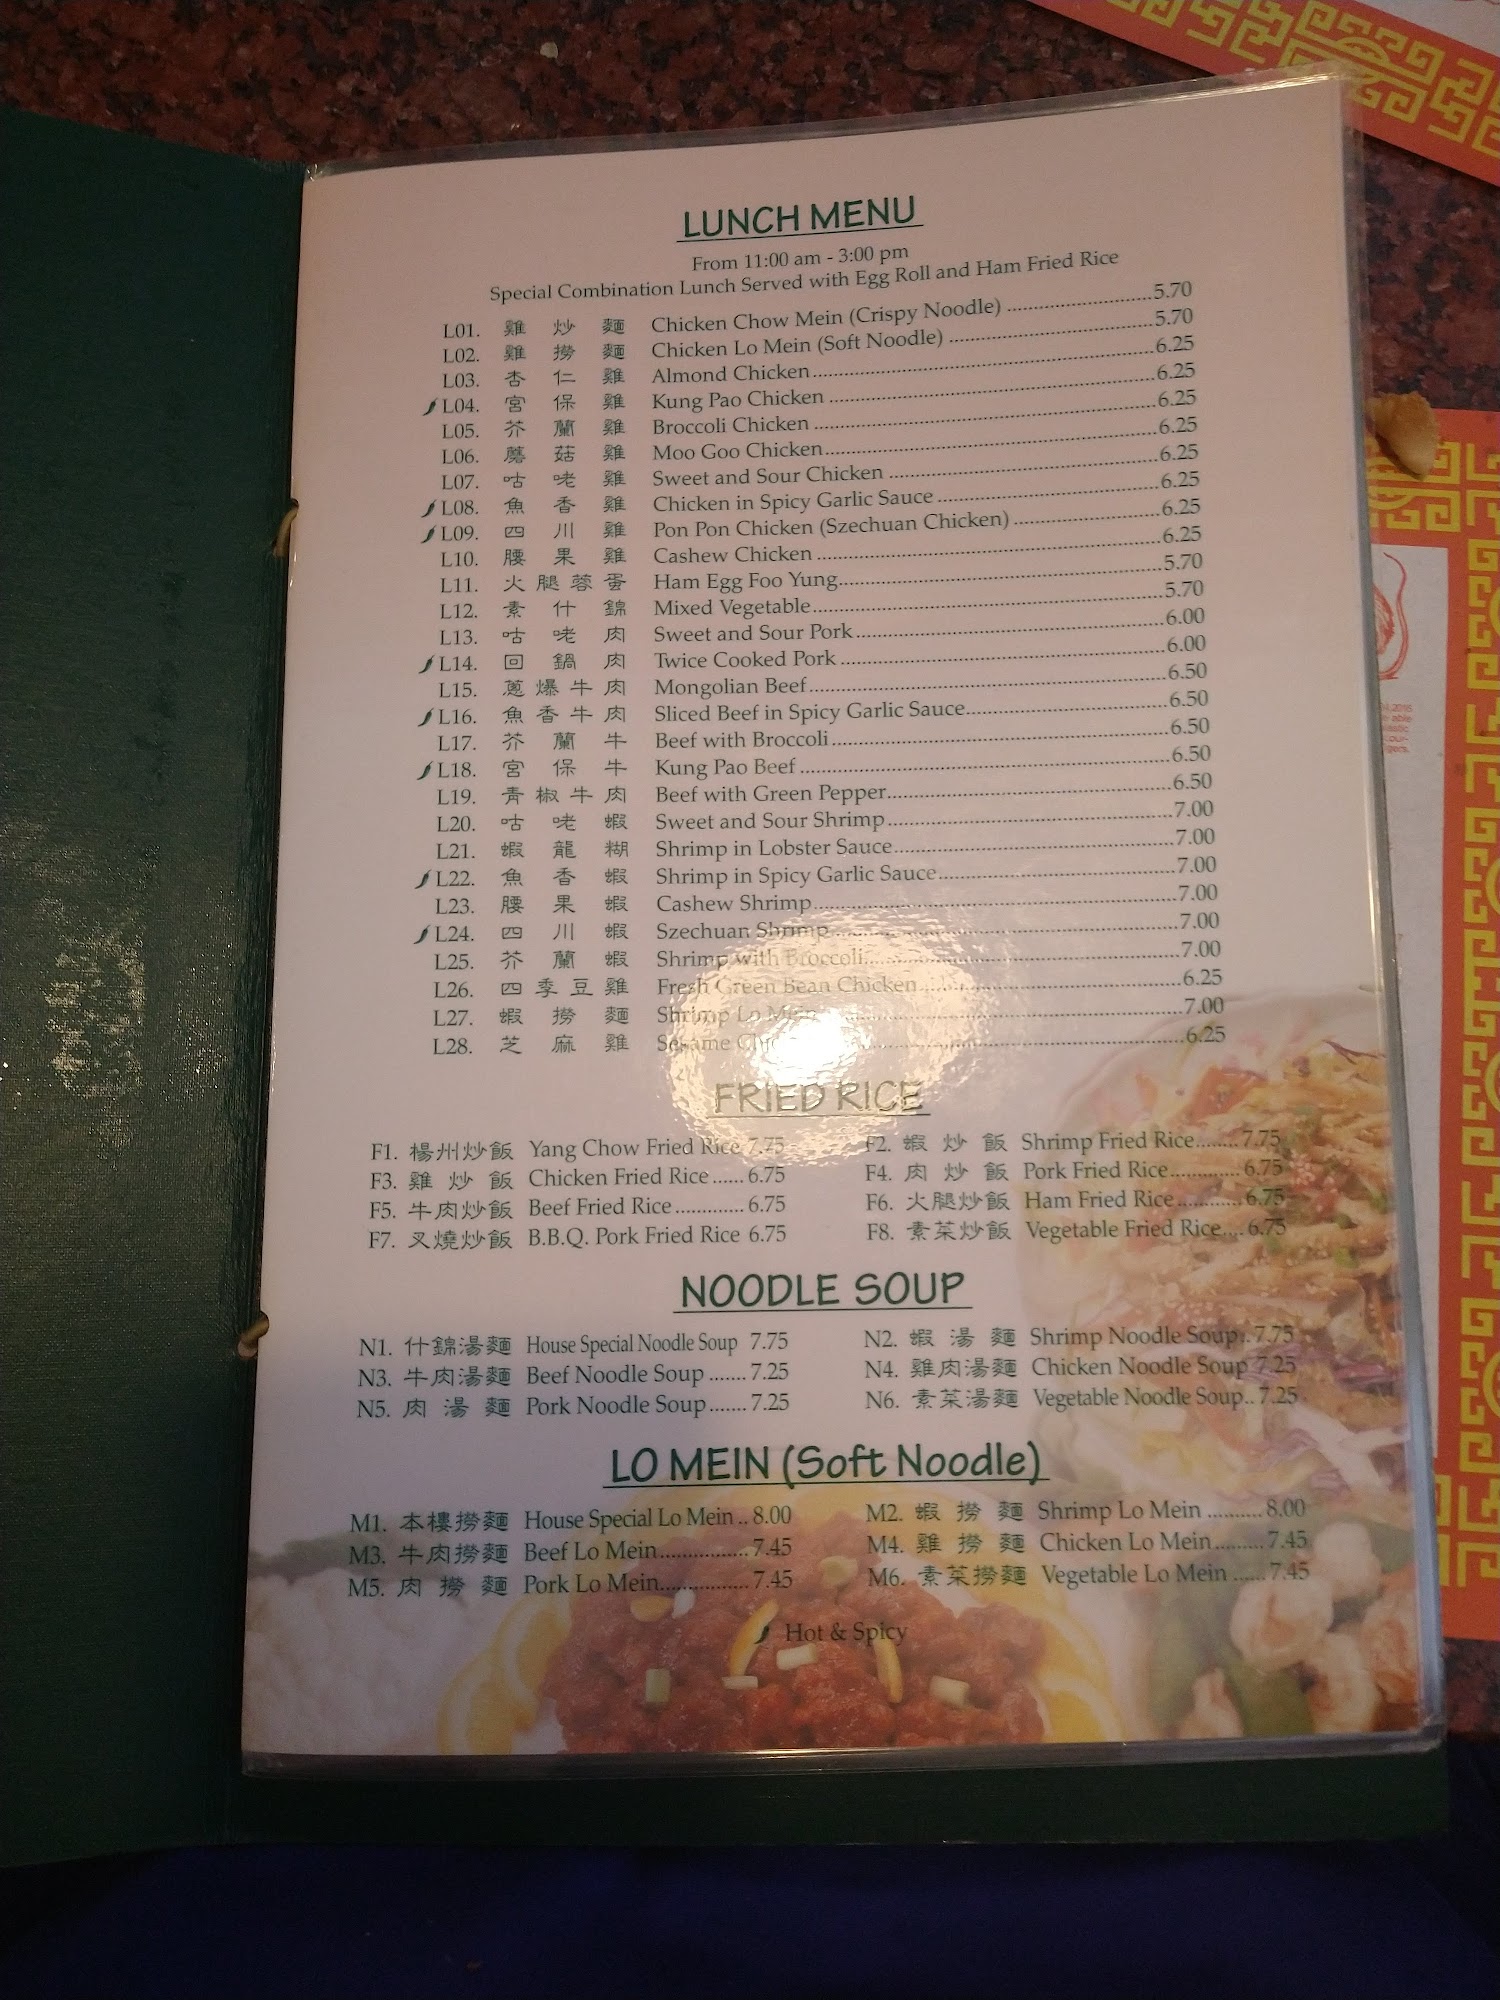 LUNCH MENU
From 11:00 am - 3:00 pm
Special Combination Lunch Served with Egg Roll and Ham Fried Rice
L01. 雞炒麵 Chicken Chow Mein (Crispy Noodle) 5.70
L02. 雞撈麵 Chicken Lo Mein (Soft Noodle) 5.70
L03. 杏仁雞 Almond Chicken 6.25
L04. 宮保雞 Kung Pao Chicken 6.25
L05. 芥蘭雞 Broccoli Chicken 6.25
L06. 蘑菇雞 Moo Goo Chicken 6.25
L07. 咕咾雞 Sweet and Sour Chicken 6.25
L08. 魚香雞 Chicken in Spicy Garlic Sauce 6.25
L09. 四川雞 Pon Pon Chicken (Szechuan Chicken) 6.25
L10. 腰果雞 Cashew Chicken 6.25
L11. 火腿蓉蛋 Ham Egg Foo Yung 5.70
L12. 素什錦 Mixed Vegetable 5.70
L13. 咕咾肉 Sweet and Sour Pork 6.00
L14. 回鍋肉 Twice Cooked Pork 6.00
L15. 蔥爆牛肉 Mongolian Beef 6.50
L16. 魚香牛肉 Sliced Beef in Spicy Garlic Sauce 6.50
L17. 芥蘭牛 Beef with Broccoli 6.50
L18. 宮保牛 Kung Pao Beef 6.50
L19. 青椒牛肉 Beef with Green Pepper 6.50
L20. 咕咾蝦 Sweet and Sour Shrimp 7.00
L21. 蝦龍糊 Shrimp in Lobster Sauce 7.00
L22. 魚香蝦 Shrimp in Spicy Garlic Sauce 7.00
L23. 腰果蝦 Cashew Shrimp 7.00
L24. 四川蝦 Szechuan Shrimp 7.00
L25. 芥蘭蝦 Shrimp with Broccoli 7.00
L26. 四季豆雞 Fresh Green Bean Chicken 6.25
L27. 蝦撈麵 Shrimp Lo Mein 7.00
L28. 芝麻雞 Sesame 6.25
FRIED RICE
F1. 楊州炒飯 Yang Chow Fried Rice 7.75 F2. 蝦炒飯 Shrimp Fried Rice 7.75
F3. 雞炒飯 Chicken Fried Rice 6.75 F4. 肉炒飯 Pork Fried Rice 6.75
F5. 牛肉炒飯 Beef Fried Rice 6.75 F6. 火腿炒飯 Ham Fried Rice 6.75
F7. 叉燒炒飯 B.B.Q. Pork Fried Rice 6.75 F8. 素菜炒飯 Vegetable Fried Rice 6.75
NOODLE SOUP
N1. 什錦湯麵 House Special Noodle Soup 7.75 N2. 蝦湯麵 Shrimp Noodle Soup 7.75
N3. 牛肉湯麵 Beef Noodle Soup 7.25 N4. 雞肉湯麵 Chicken Noodle Soup 7.25
N5. 肉湯麵 Pork Noodle Soup 7.25 N6. 素菜湯麵 Vegetable Noodle Soup 7.25
LO MEIN (Soft Noodle)
M1. 本樓撈麵 House Special Lo Mein 8.00 M2. 蝦撈麵 Shrimp Lo Mein 8.00
M3. 牛肉撈麵 Beef Lo Mein 7.45 M4. 雞撈麵 Chicken Lo Mein 7.45
M5. 肉撈麵 Pork Lo Mein 7.45 M6. 素菜撈麵 Vegetable Lo Mein 7.45
Hot & Spicy